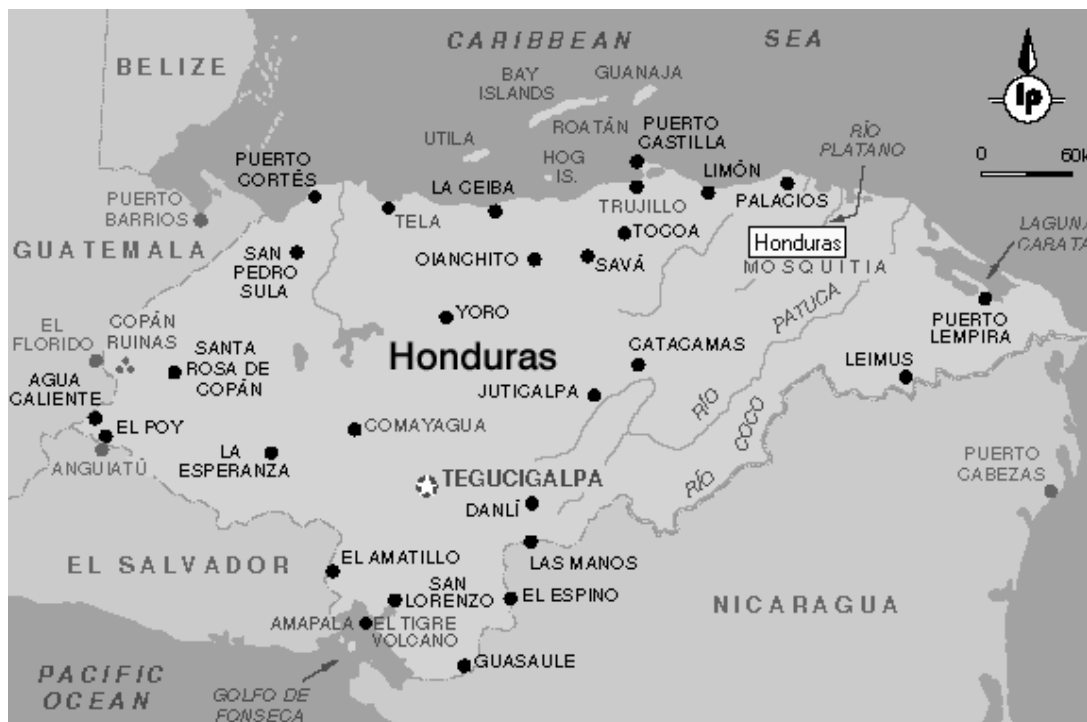 CARIBBEAN SEA
BELIZE
GUANAJA
BAY
ISLANDS
lp
ROATÁN
PUERTO
CASTILLA
RÍO
PLATANO
UTILA
HOG
IS.
0 60k
PUERTO
CORTÉS
LA CEIBA
LIMÓN
PALACIOS
PUERTO
BARRIOS
TELA
TRUJILLO
LAGUNA
CARATA
GUATEMALA
SAN
PEDRO
SULA
TOCOA
Honduras
OIANCHITO
SAVÁ
MOSQUITIA
YORO
PATUCA
RÍO
PUERTO
LEMPIRA
EL
FLORIDO
COPÁN
RUINAS
SANTA
ROSA DE
COPÁN
Honduras
CATACAMAS
LEIMUS
AGUA
CALIENTE
JUTICALPA
EL POY
COMAYAGUA
COCO
RÍO
ANGUIATÚ
LA
ESPERANZA
PUERTO
CABEZAS
TEGUCIGALPA
DANLÍ
EL SALVADOR
EL AMATILLO
LAS MANOS
SAN
LORENZO
EL ESPINO
NICARAGUA
AMAPALA
EL TIGRE
VOLCANO
GUASAULE
PACIFIC
OCEAN
GOLFO DE
FONSECA